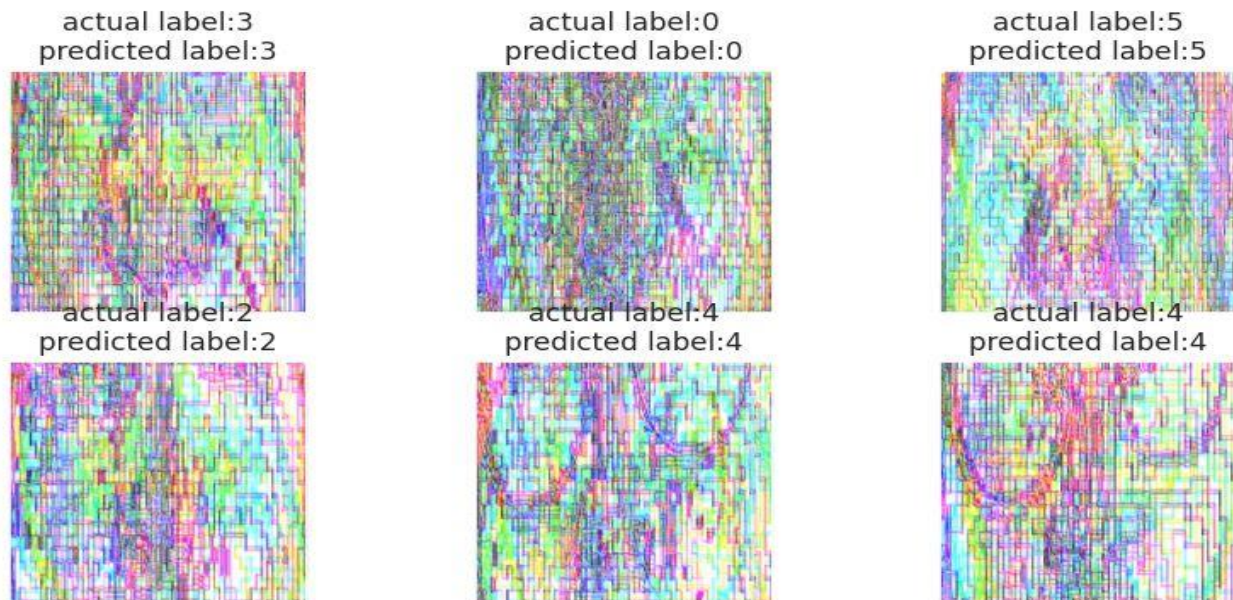 actual label:3
predicted label:3
actual label:0
predicted label:0
actual label:5
predicted label:5
actual label:2
predicted label:2
actual label:4
predicted label:4
actual label:4
predicted label:4